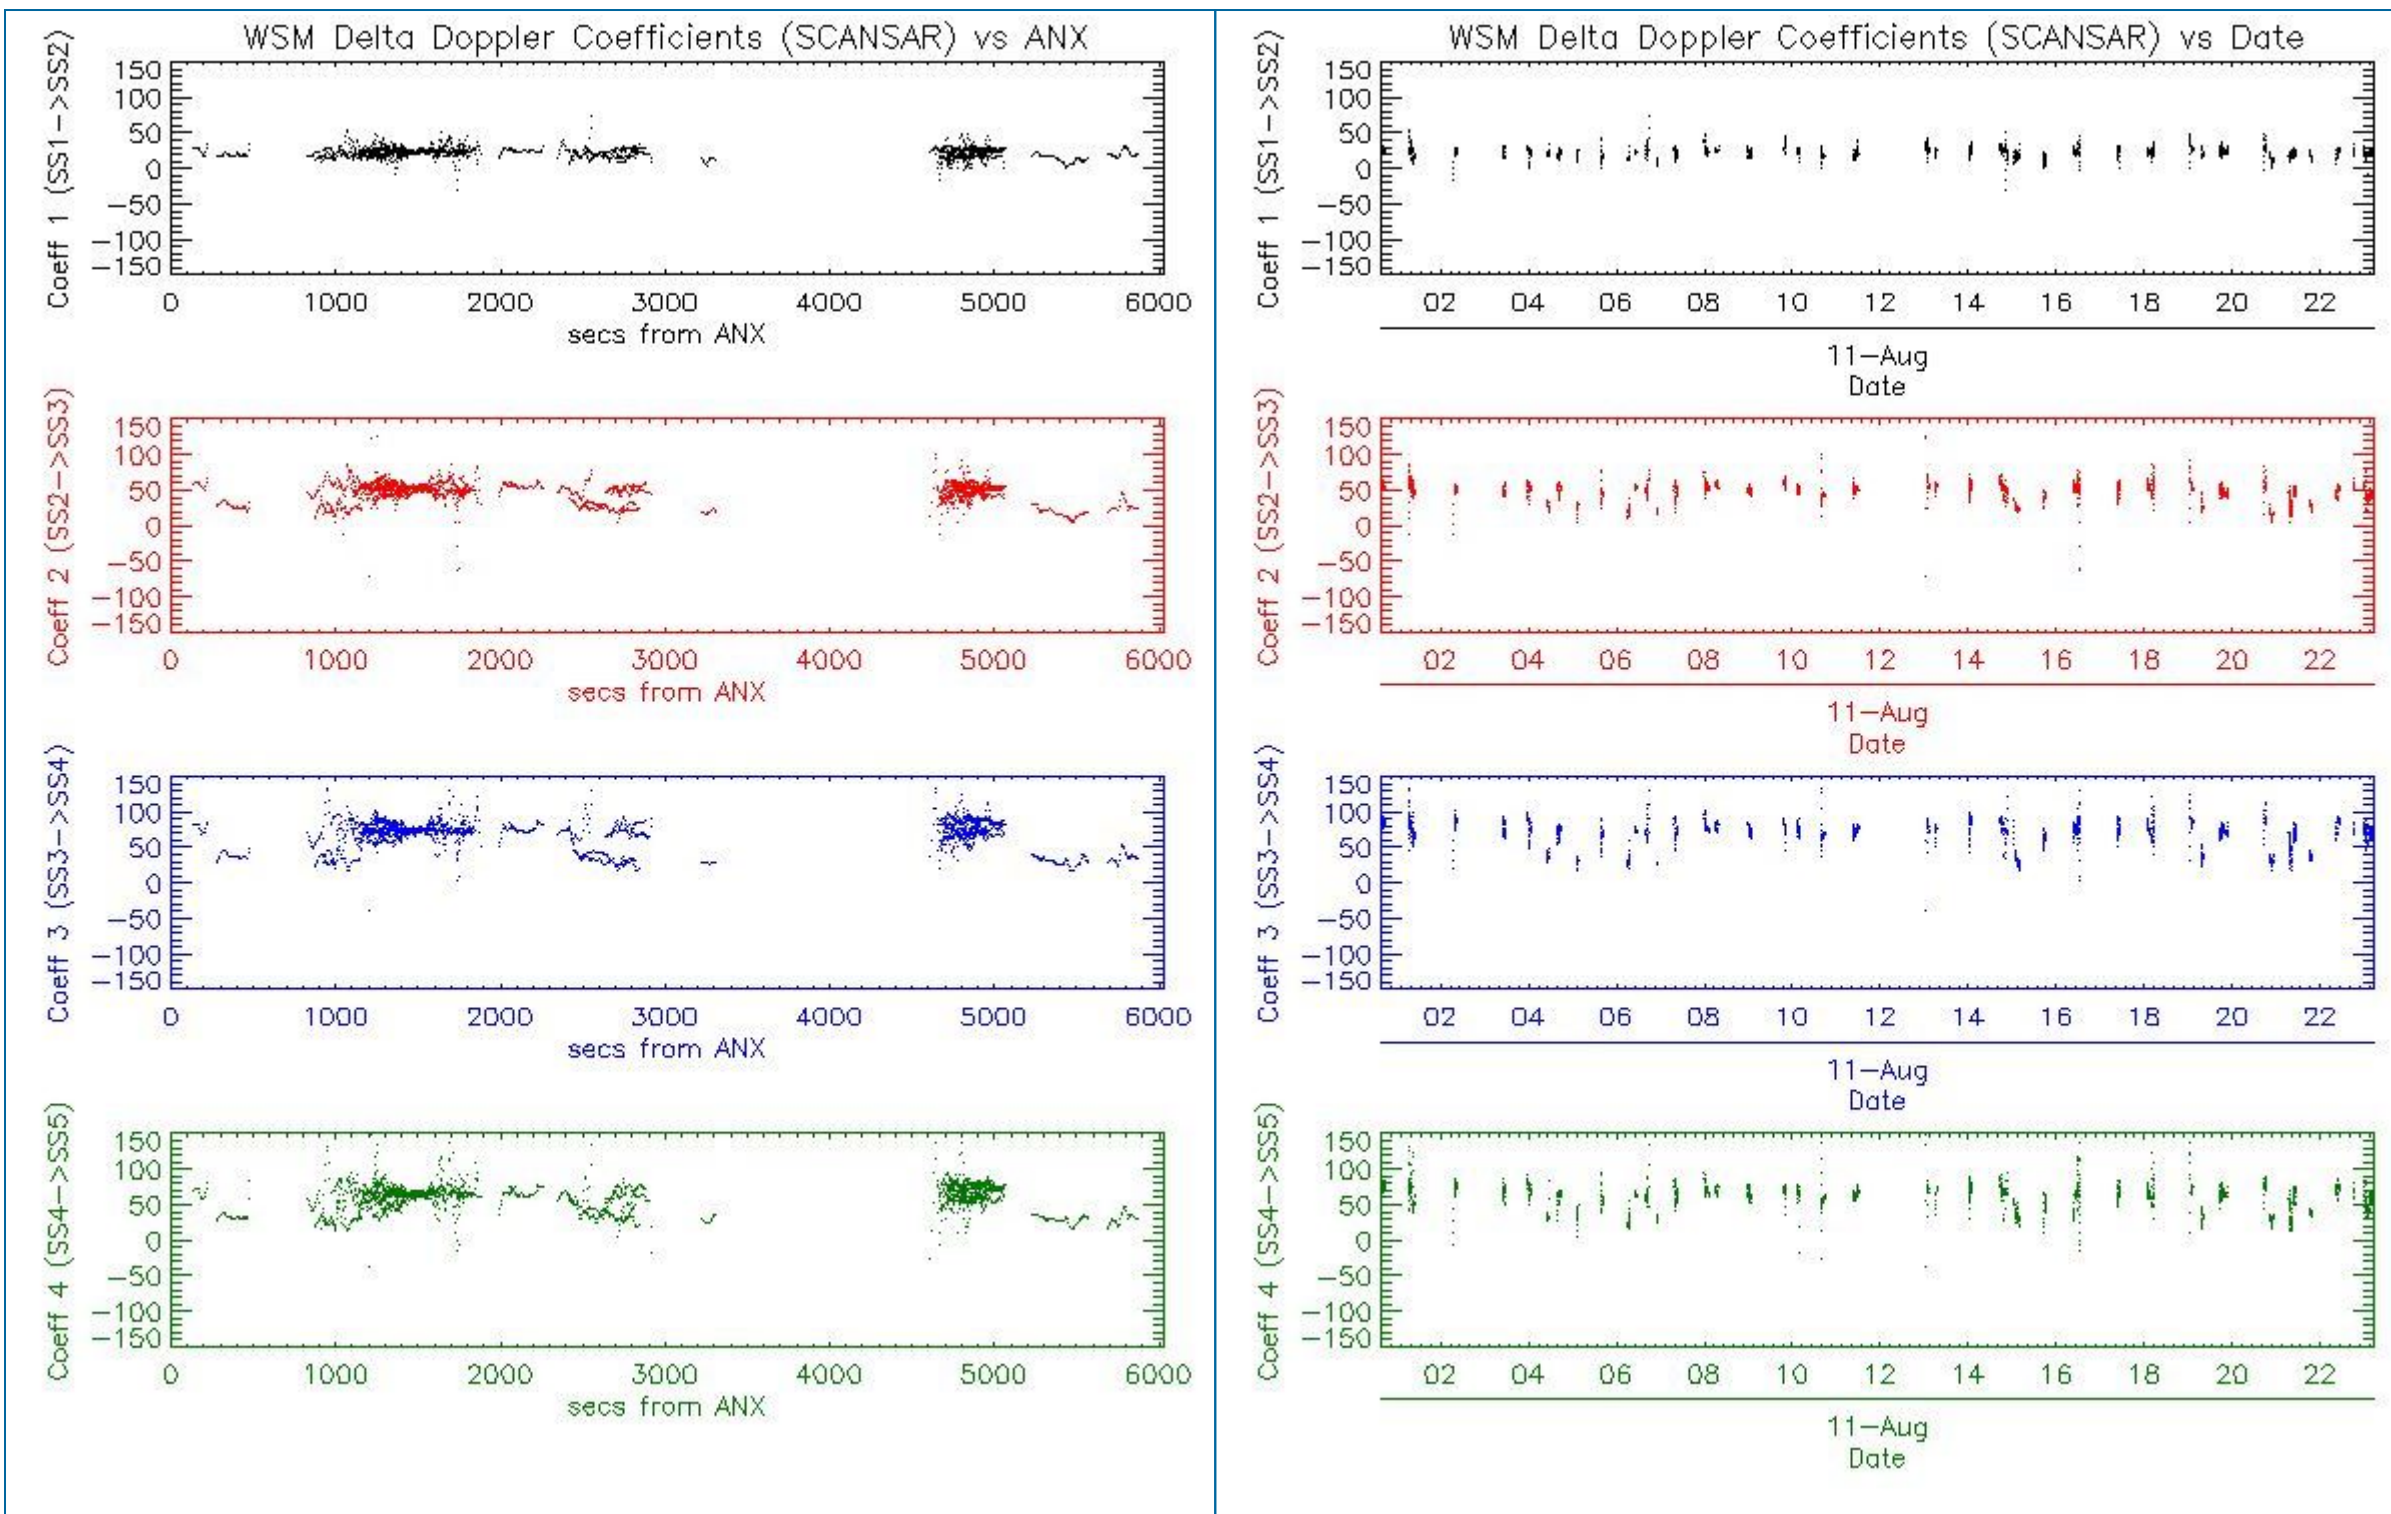 WSM Delta Doppler Coefficients (SCANSAR) vs ANX
Coeff 1 (SS1->SS2)
150
100
50
0
-50
-100
-150
0 1000 2000 3000 4000 5000 6000
secs from ANX
Coeff 2 (SS2->SS3)
150
100
50
0
-50
-100
-150
0 1000 2000 3000 4000 5000 6000
secs from ANX
Coeff 3 (SS3->SS4)
150
100
50
0
-50
-100
-150
0 1000 2000 3000 4000 5000 6000
secs from ANX
Coeff 4 (SS4->SS5)
150
100
50
0
-50
-100
-150
0 1000 2000 3000 4000 5000 6000
secs from ANX
WSM Delta Doppler Coefficients (SCANSAR) vs Date
Coeff 1 (SS1->SS2)
150
100
50
0
-50
-100
-150
02 04 06 08 10 12 14 16 18 20 22
11-Aug
Date
Coeff 2 (SS2->SS3)
150
100
50
0
-50
-100
-150
02 04 06 08 10 12 14 16 18 20 22
11-Aug
Date
Coeff 3 (SS3->SS4)
150
100
50
0
-50
-100
-150
02 04 06 08 10 12 14 16 18 20 22
11-Aug
Date
Coeff 4 (SS4->SS5)
150
100
50
0
-50
-100
-150
02 04 06 08 10 12 14 16 18 20 22
11-Aug
Date